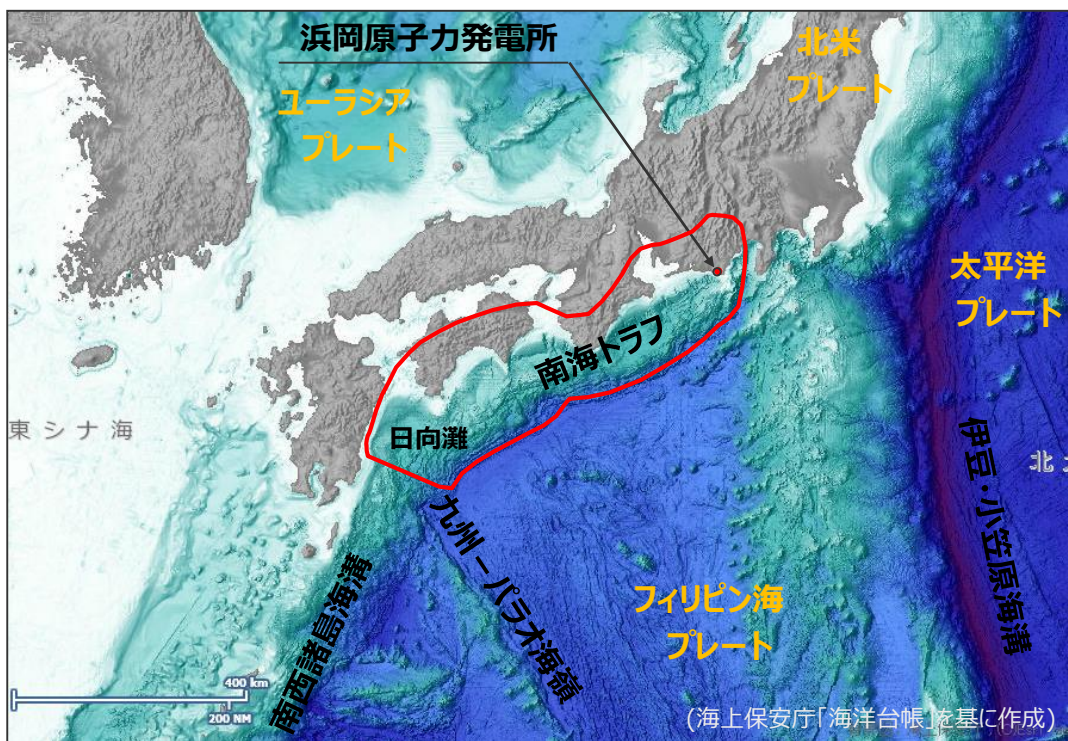 浜岡原子力発電所
北米
プレート
ユーラシア
プレート
太平洋
プレート
南海トラフ
日向灘
東シナ海
伊豆・小笠原海溝
九州－パラオ海嶺
フィリピン海
プレート
南西諸島海溝
400 km
200 NM
(海上保安庁「海洋台帳」を基に作成)